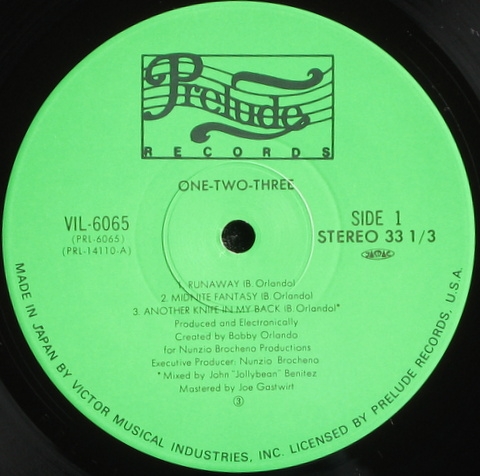 Prelude
RECORDS
ONE-TWO-THREE
VIL-6065
(PRL-6065)
(PRL-14110-A)
SIDE 1
STEREO 33 1/3
JASRAC
1. RUNAWAY (B. Orlando)
2. MIDNITE FANTASY (B. Orlando)
3. ANOTHER KNIFE IN MY BACK (B. Orlando)*
Produced and Electronically
Created by Bobby Orlando
for Nunzio Brocheno Productions
Executive Producer: Nunzio Brocheno
*Mixed by John "Jallybean" Benitez
Mastered by Joe Gastwirt
③
MADE IN JAPAN BY VICTOR MUSICAL INDUSTRIES, INC. LICENSED BY PRELUDE RECORDS, U.S.A.